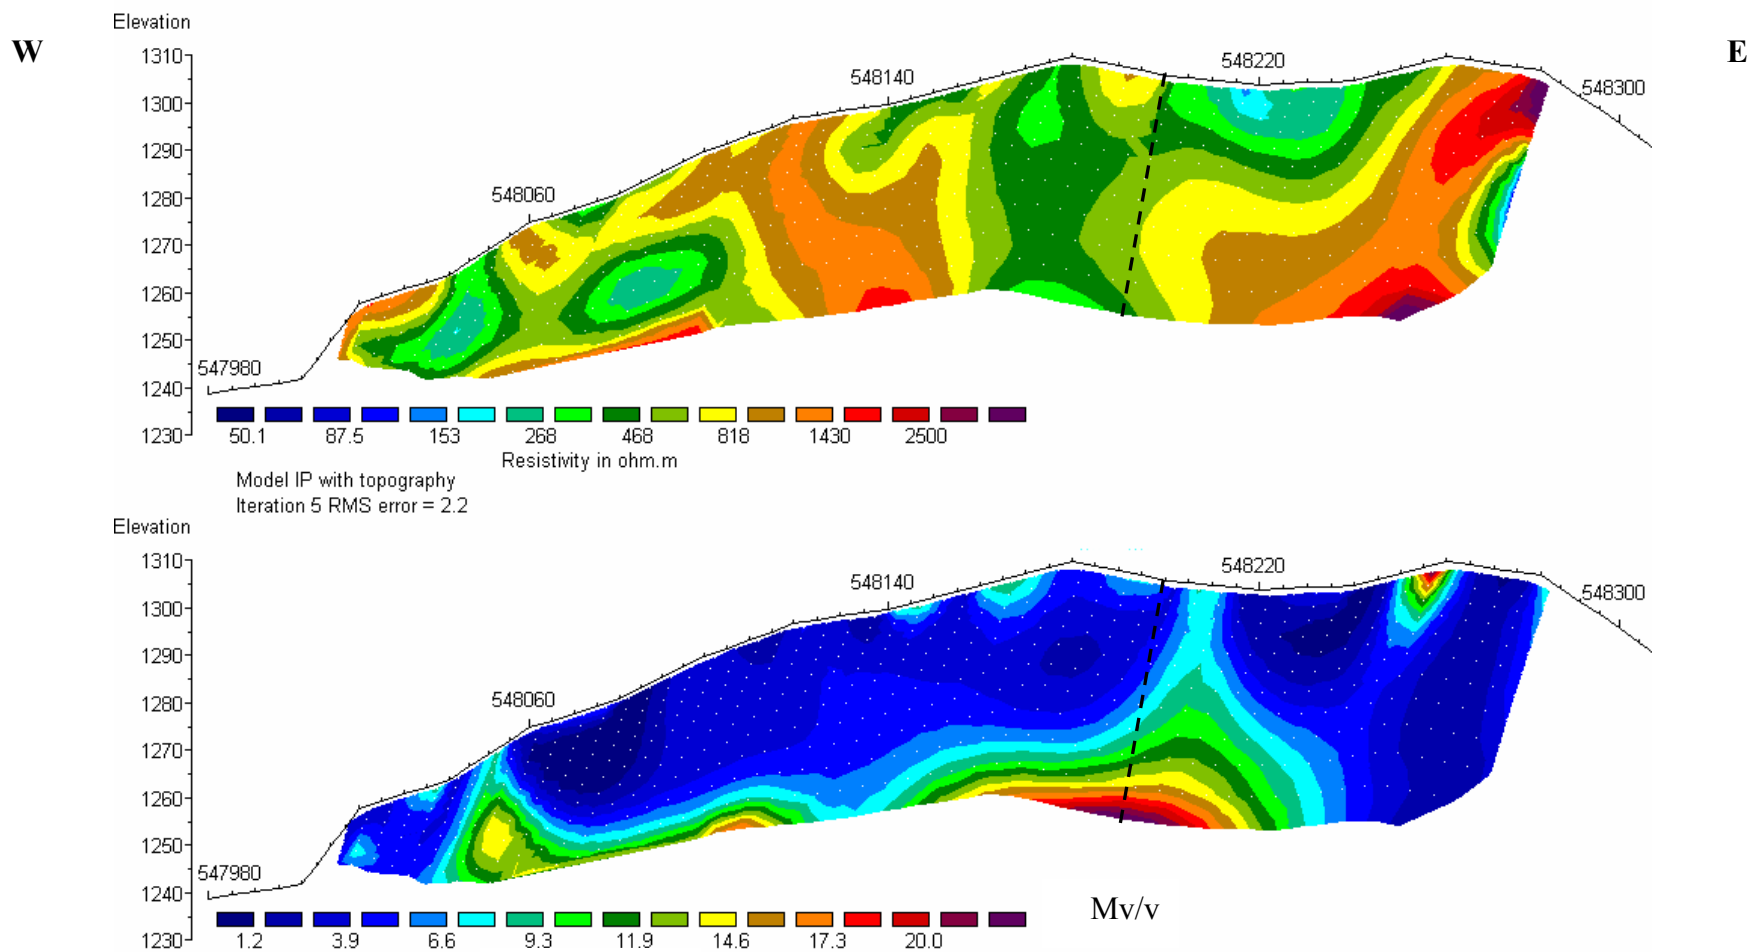 Elevation
W
E
1310
548220
548140
548300
1300
1290
548060
1280
1270
1260
1250
547980
1240
1230
50.1 87.5 153 268 468 818 1430 2500
Resistivity in ohm.m
Model IP with topography
Iteration 5 RMS error = 2.2
Elevation
1310
548220
548140
548300
1300
1290
548060
1280
1270
1260
1250
547980
1240
Mv/v
1230
1.2 3.9 6.6 9.3 11.9 14.6 17.3 20.0